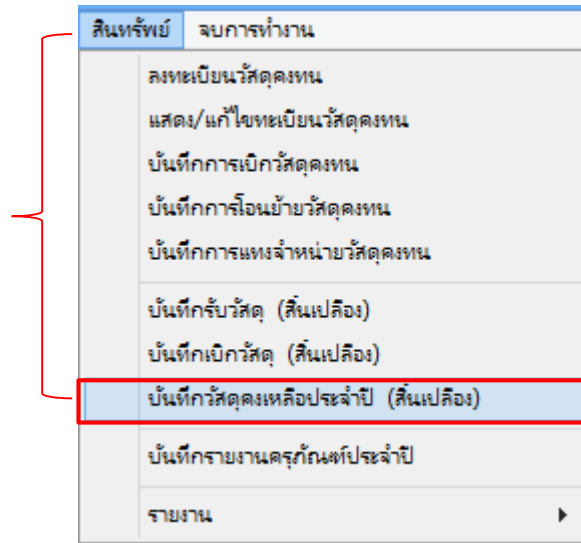 สินทรัพย์ จบการทำงาน
ลงทะเบียนวัสดุคงทน
แสดง/แก้ไขทะเบียนวัสดุคงทน
บันทึกการเบิกวัสดุคงทน
บันทึกการโอนย้ายวัสดุคงทน
บันทึกการแทงจำหน่ายวัสดุคงทน
บันทึกรับวัสดุ (สิ้นเปลือง)
บันทึกเบิกวัสดุ (สิ้นเปลือง)
บันทึกวัสดุคงเหลือประจำปี (สิ้นเปลือง)
บันทึกรายงานครุภัณฑ์ประจำปี
รายงาน